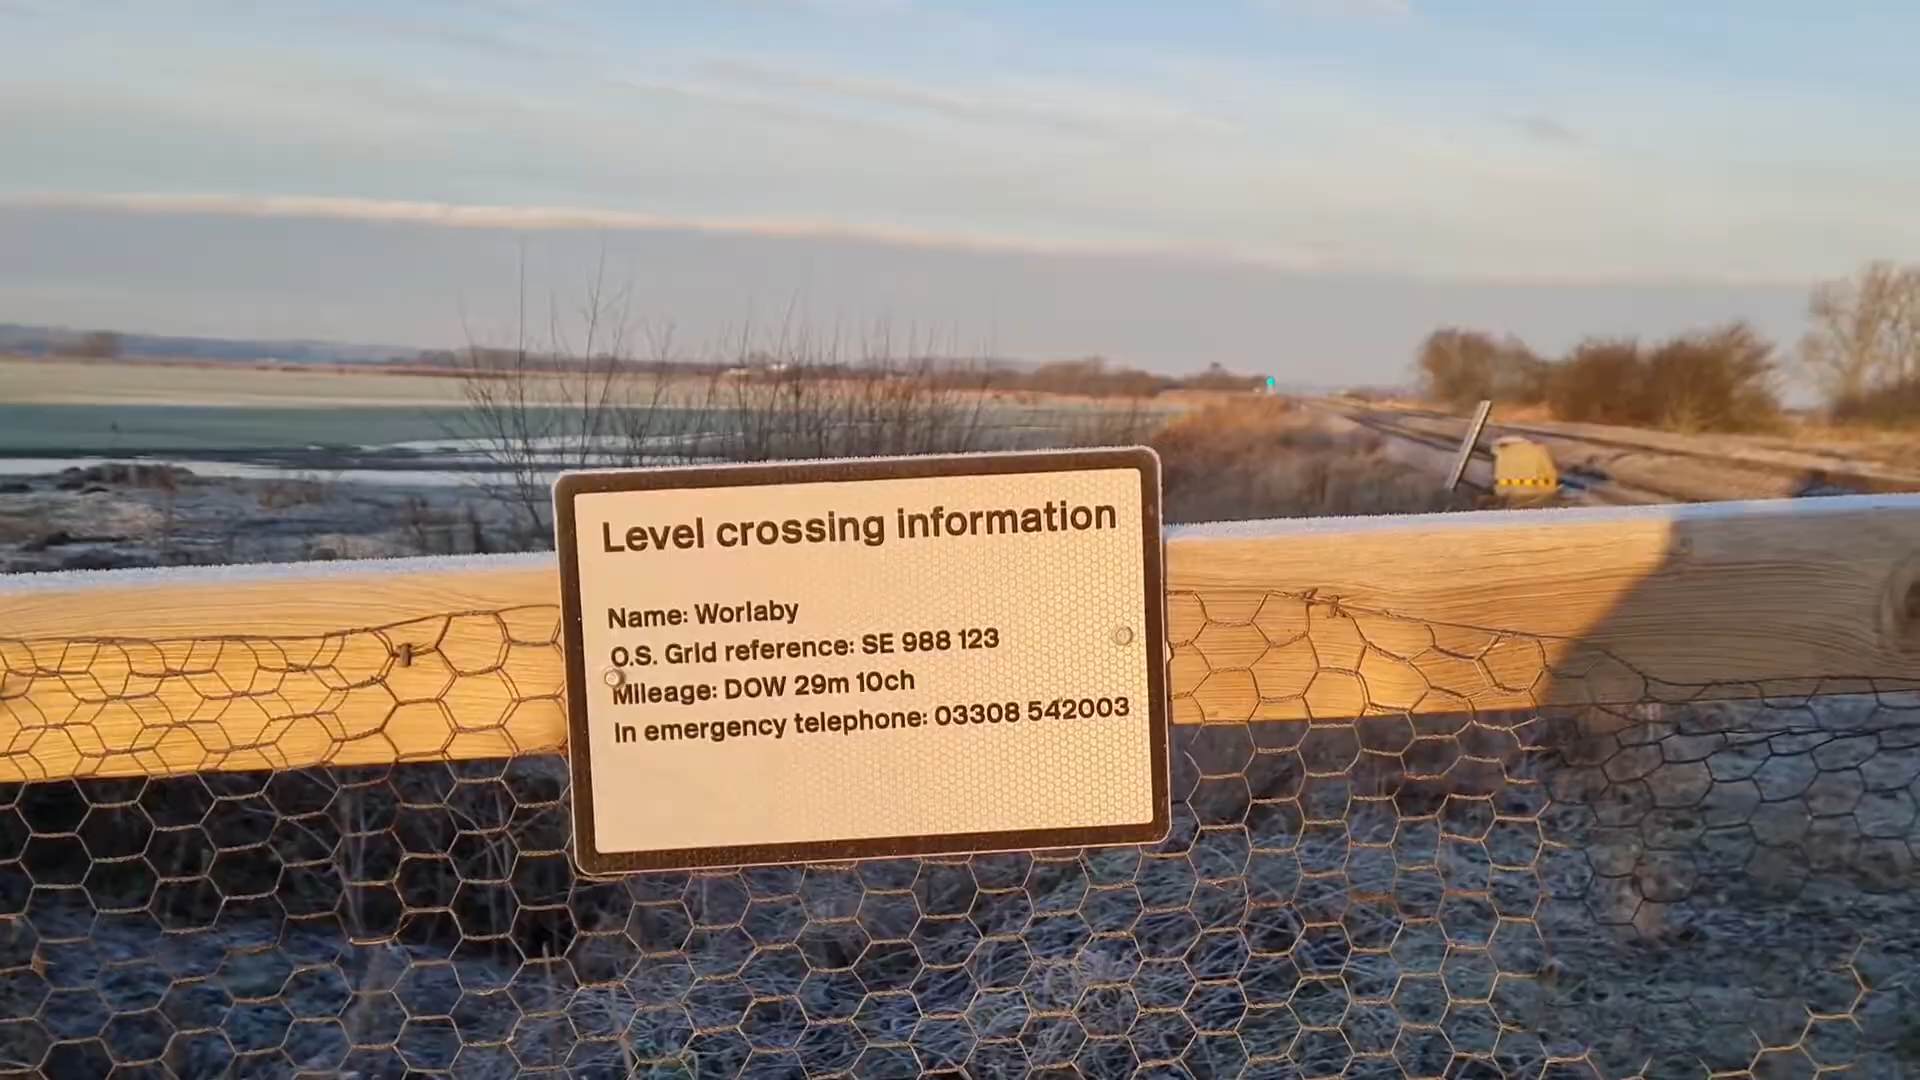 Level crossing information
Name: Worlaby
O.S. Grid reference: SE 988 123
Mileage: DOW 29m 10ch
In emergency telephone: 03308 542003